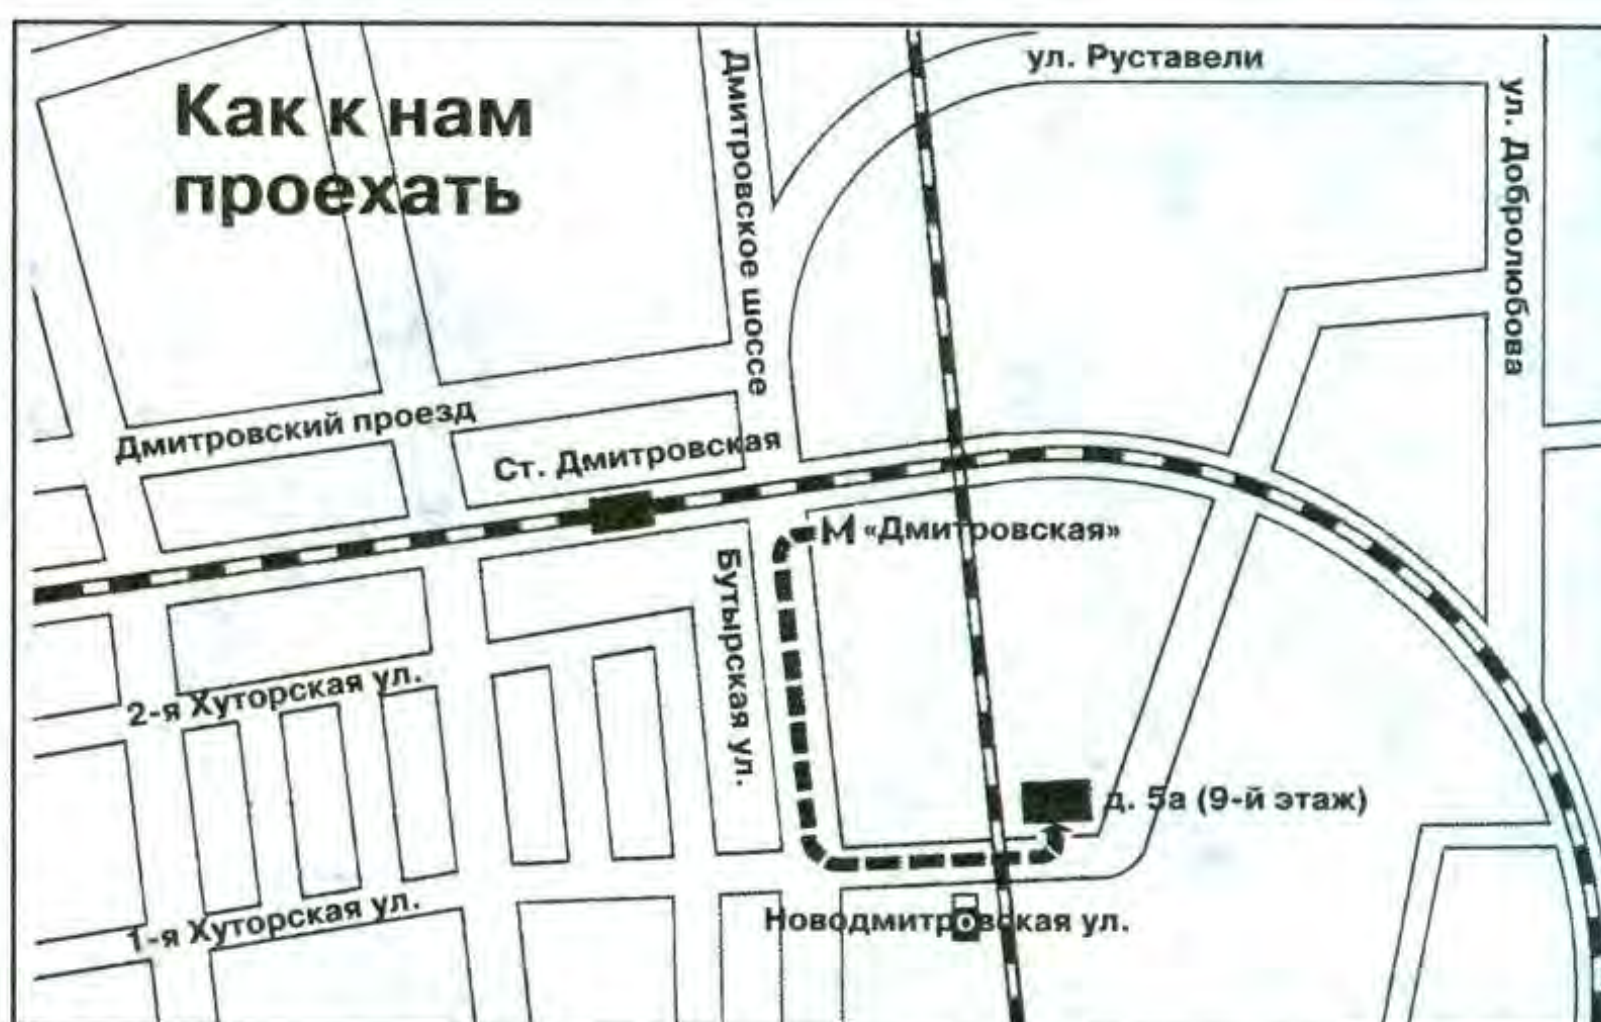 Как к нам
проехать
ул. Руставели
Дмитровское шоссе
ул. Добролюбова
Дмитровский проезд
Ст. Дмитровская
М «Дмитровская»
Бутырская ул.
2-я Хуторская ул.
д. 5а (9-й этаж)
1-я Хуторская ул.
Новодмитровская ул.